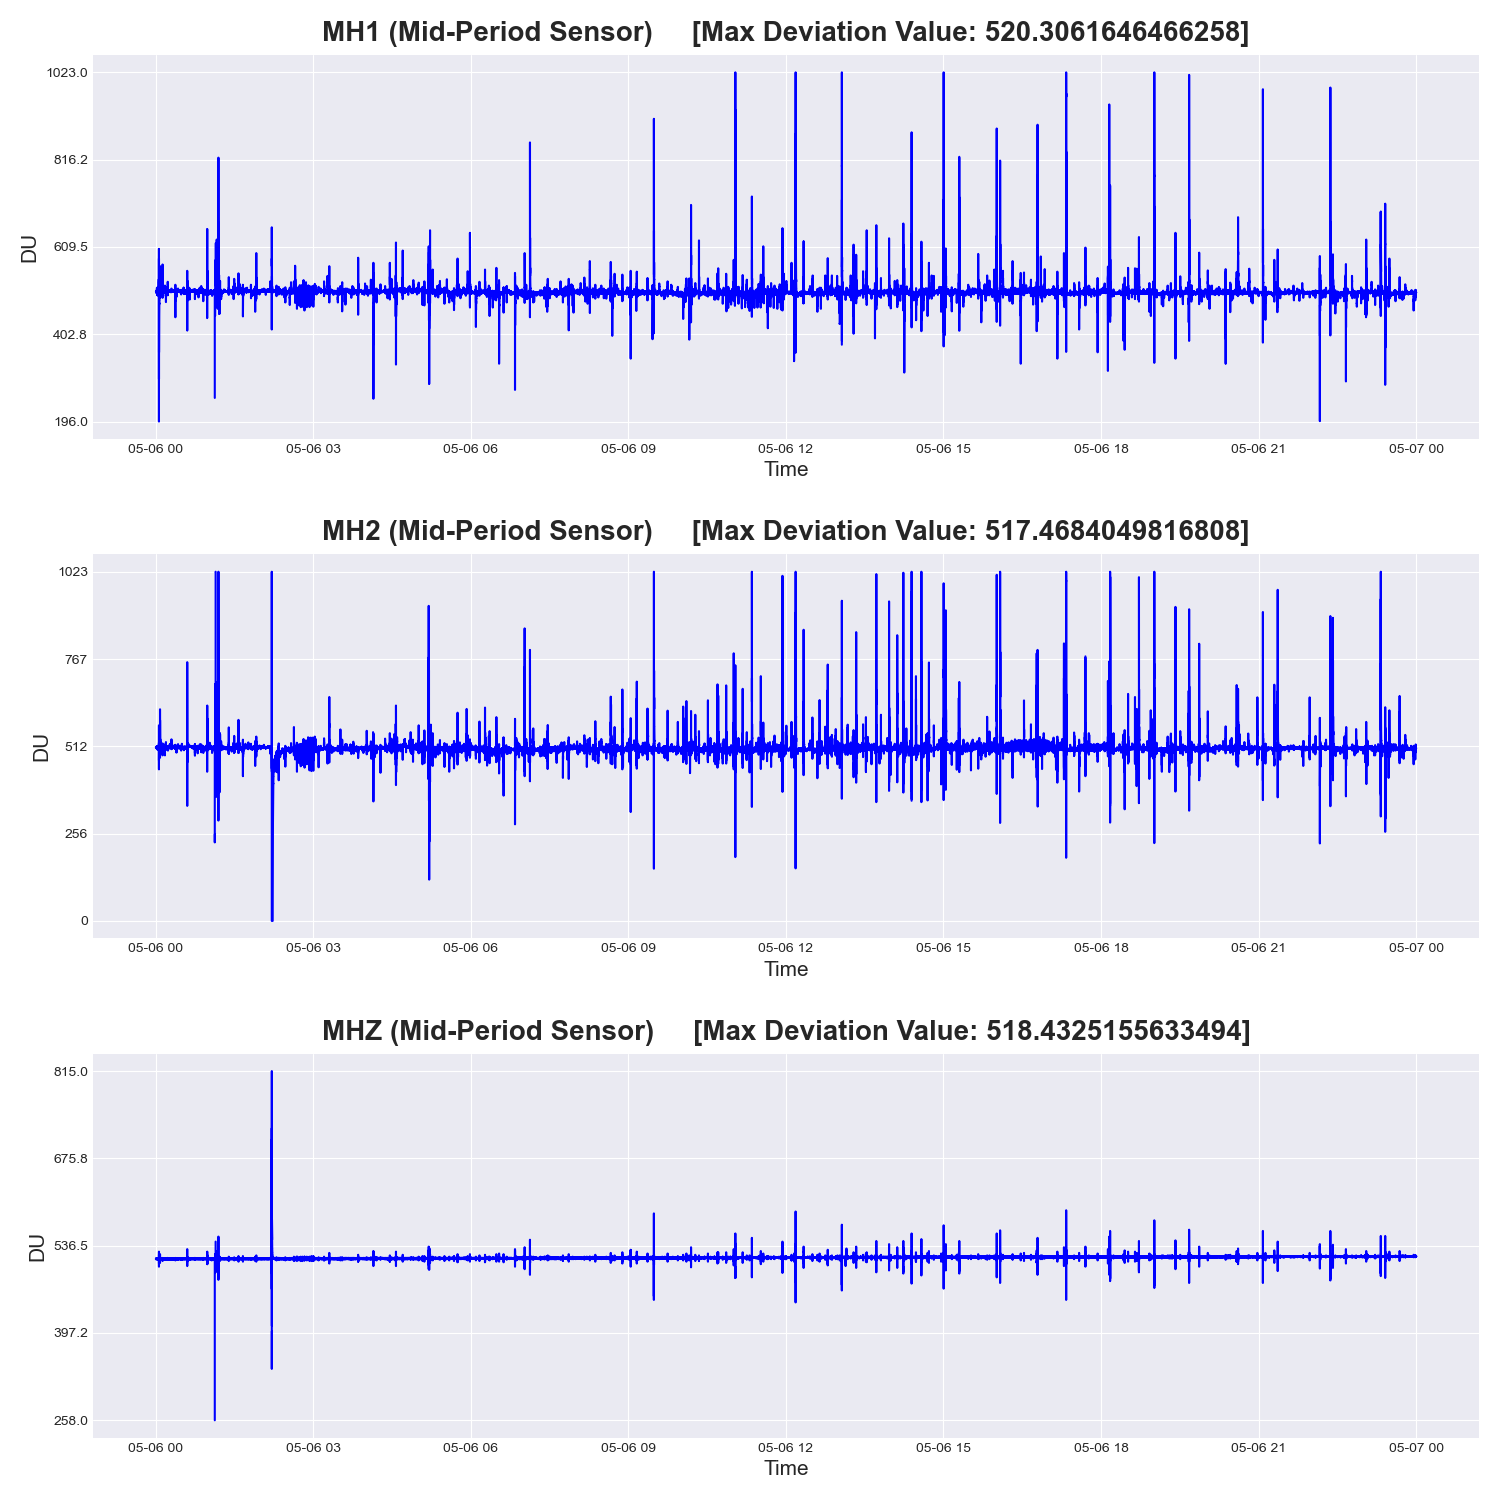 MH1 (Mid-Period Sensor) [Max Deviation Value: 520.3061646466258]
1023.0
816.2
609.5
402.8
196.0
DU
05-06 00 05-06 03 05-06 06 05-06 09 05-06 12 05-06 15 05-06 18 05-06 21 05-07 00
Time
MH2 (Mid-Period Sensor) [Max Deviation Value: 517.4684049816808]
1023
767
512
256
0
DU
05-06 00 05-06 03 05-06 06 05-06 09 05-06 12 05-06 15 05-06 18 05-06 21 05-07 00
Time
MHZ (Mid-Period Sensor) [Max Deviation Value: 518.4325155633494]
815.0
675.8
536.5
397.2
258.0
DU
05-06 00 05-06 03 05-06 06 05-06 09 05-06 12 05-06 15 05-06 18 05-06 21 05-07 00
Time